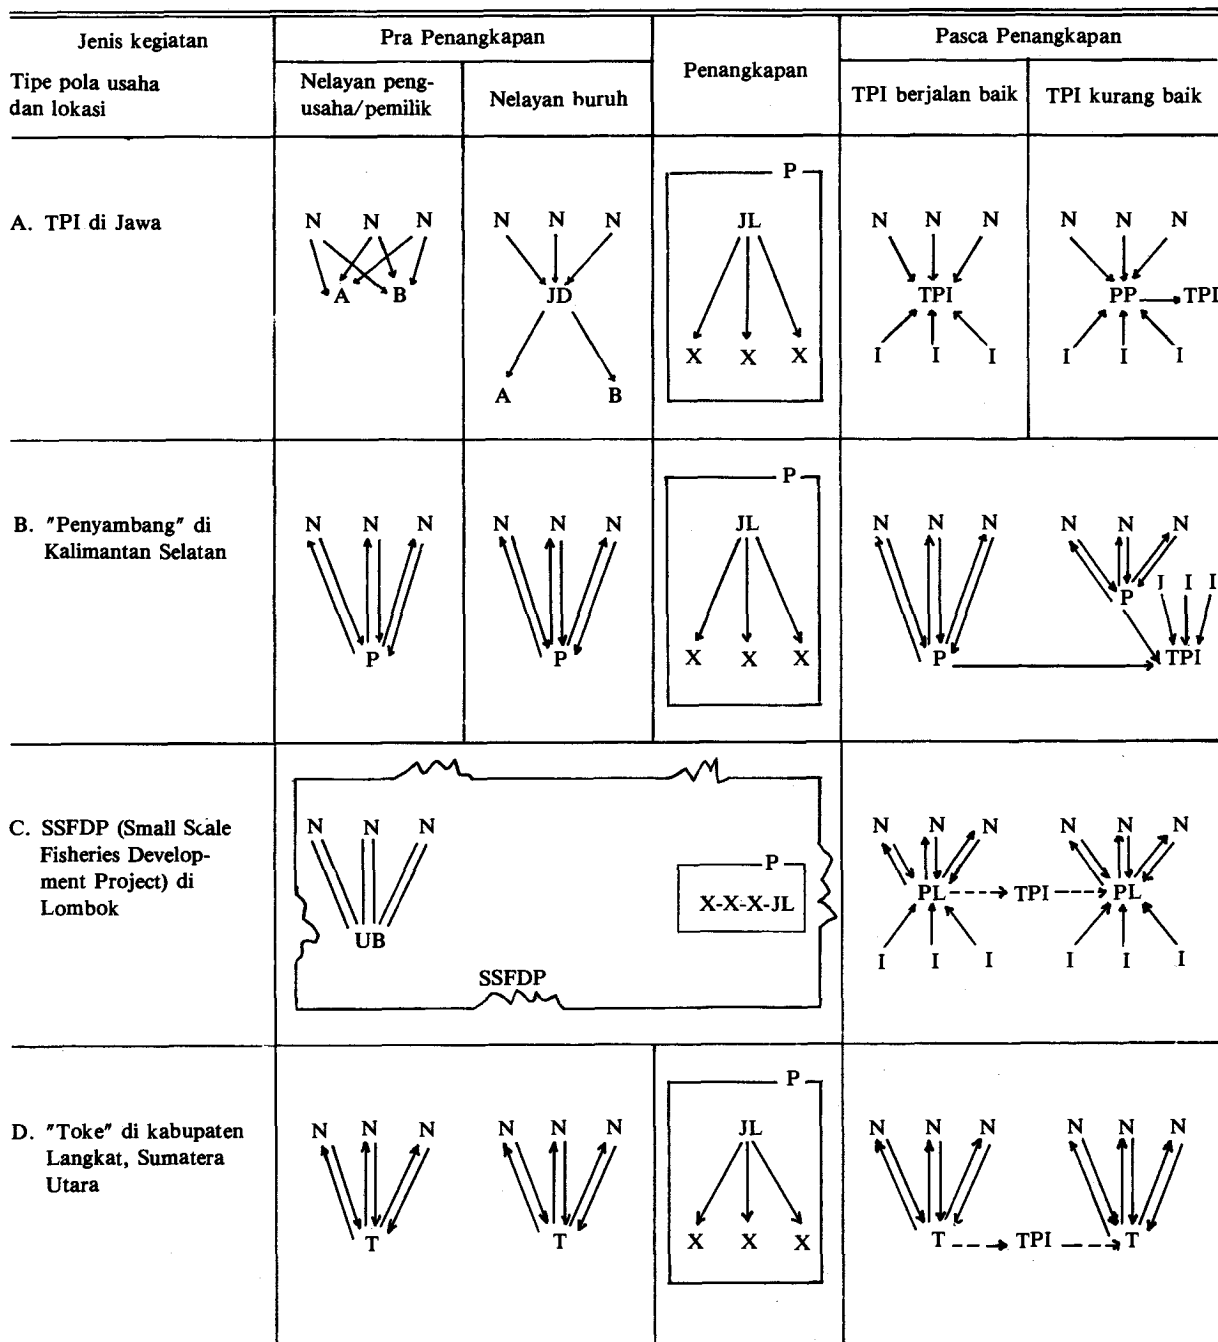 Jenis kegiatan
Pra Penangkapan
Penangkapan
Pasca Penangkapan
Tipe pola usaha
dan lokasi
Nelayan peng-
usaha/pemilik
Nelayan buruh
TPI berjalan baik
TPI kurang baik
A. TPI di Jawa
N N N
A B
N N N
JD
A B
P
JL
X X X
N N N
TPI
I I I
N N N
PP TPI
I I I
B. "Penyambang" di
Kalimantan Selatan
N N N
P
N N N
P
P
JL
X X X
N N N
P
N N N
P I I I
TPI
C. SSFDP (Small Scale
Fisheries Develop-
ment Project) di
Lombok
N N N
UB
SSFDP
P
X-X-X-JL
N N N
PL TPI PL
I I I
N N N
I I I
D. "Toke" di kabupaten
Langkat, Sumatera
Utara
N N N
T
N N N
T
P
JL
X X X
N N N
T TPI T
N N N